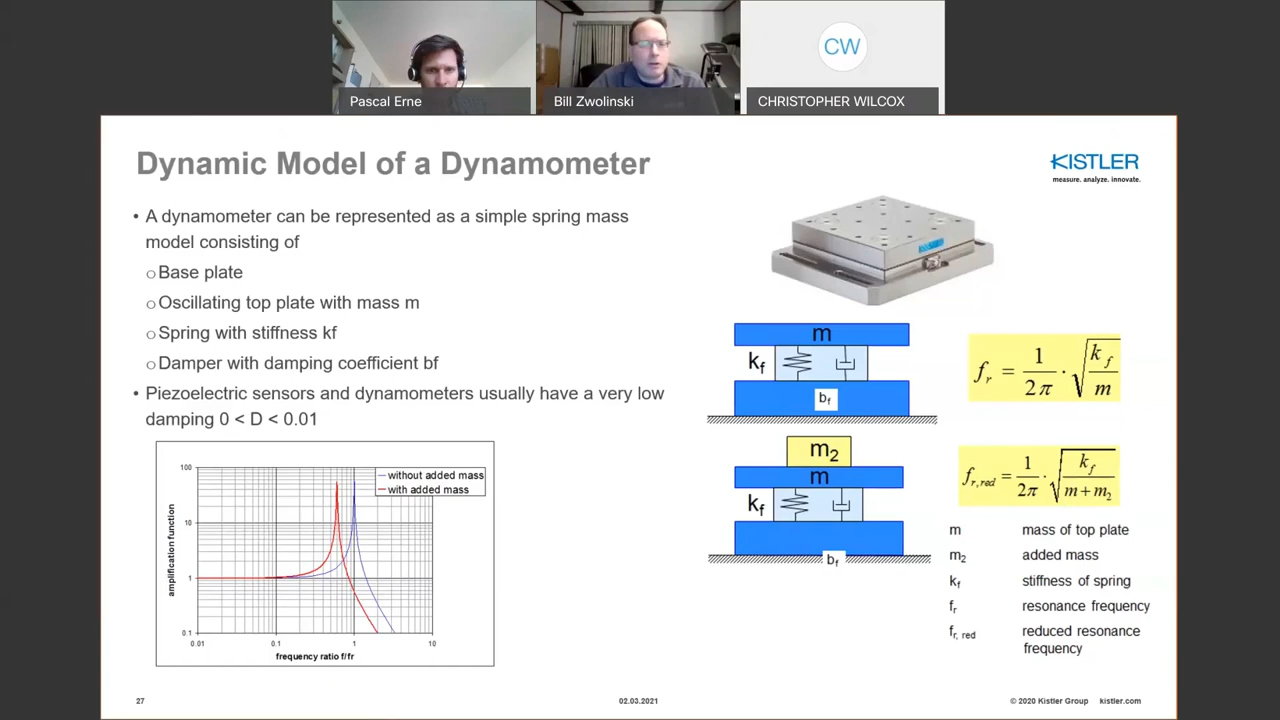 CW
Pascal Erne
Bill Zwolinski
CHRISTOPHER WILCOX
Dynamic Model of a Dynamometer
KISTLER
measure. analyze. innovate.
• A dynamometer can be represented as a simple spring mass
model consisting of
o Base plate
o Oscillating top plate with mass m
o Spring with stiffness kf
o Damper with damping coefficient bf
• Piezoelectric sensors and dynamometers usually have a very low
damping 0 < D < 0.01
without added mass
with added mass
100
10
1
0.1
amplification function
0.01
0.1
1
10
frequency ratio f/fr
m
kf
bf
fr = 1/2π · √(kf/m)
m2
m
kf
bf
fr,red = 1/2π · √(kf/(m+m2))
m mass of top plate
m2 added mass
kf stiffness of spring
fr resonance frequency
fr, red reduced resonance
frequency
27
02.03.2021
© 2020 Kistler Group kistler.com